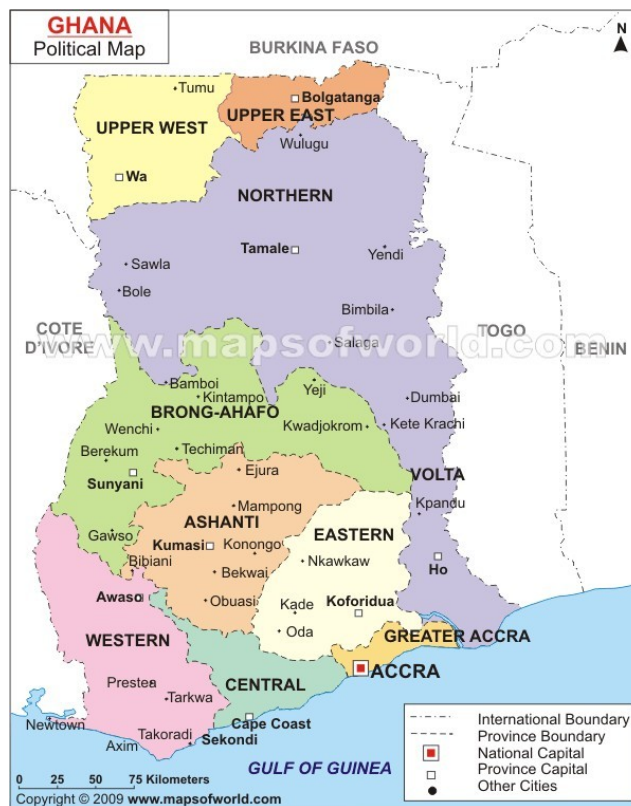 GHANA
Political Map
BURKINA FASO
N
Tumu
Bolgatanga
UPPER EAST
UPPER WEST
Wulugu
Wa
NORTHERN
Tamale
Yendi
Sawla
Bole
Bimbila
COTE
D'IVORE
TOGO
BENIN
www.mapsofworld.com
Salaga
Bamboi
Kintampo
Yeji
Dumbai
BRONG-AHAFO
Wenchi
Kwadjokrom
Kete Krachi
Techiman
Berekum
Sunyani
Ejura
VOLTA
Mampong
Kpandu
ASHANTI
EASTERN
Gawso
Kumasi
Konongo
Bibiani
Nkawkaw
Ho
Bekwai
Awaso
Obuasi
Kade
Koforidua
Oda
WESTERN
GREATER ACCRA
ACCRA
Prestea
CENTRAL
Tarkwa
Newtown
Cape Coast
Takoradi
Sekondi
Axim
GULF OF GUINEA
International Boundary
Province Boundary
National Capital
Province Capital
Other Cities
0 25 50 75 Kilometers
Copyright © 2009 www.mapsofworld.com